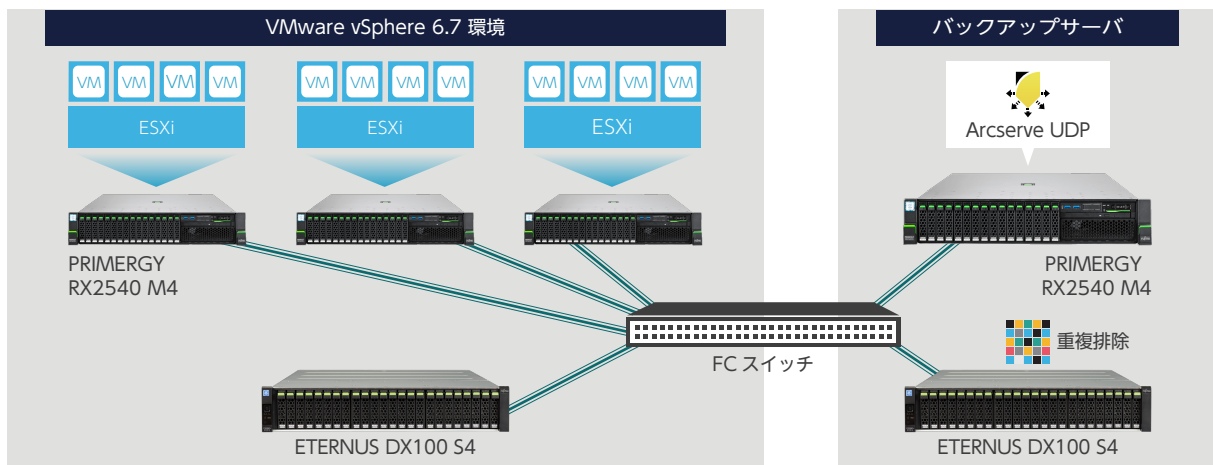 VMware vSphere 6.7 環境
VM VM VM VM
ESXi
VM VM VM VM
ESXi
VM VM VM VM
ESXi
PRIMERGY
RX2540 M4
FC スイッチ
ETERNUS DX100 S4
バックアップサーバ
Arcserve UDP
PRIMERGY
RX2540 M4
重複排除
ETERNUS DX100 S4